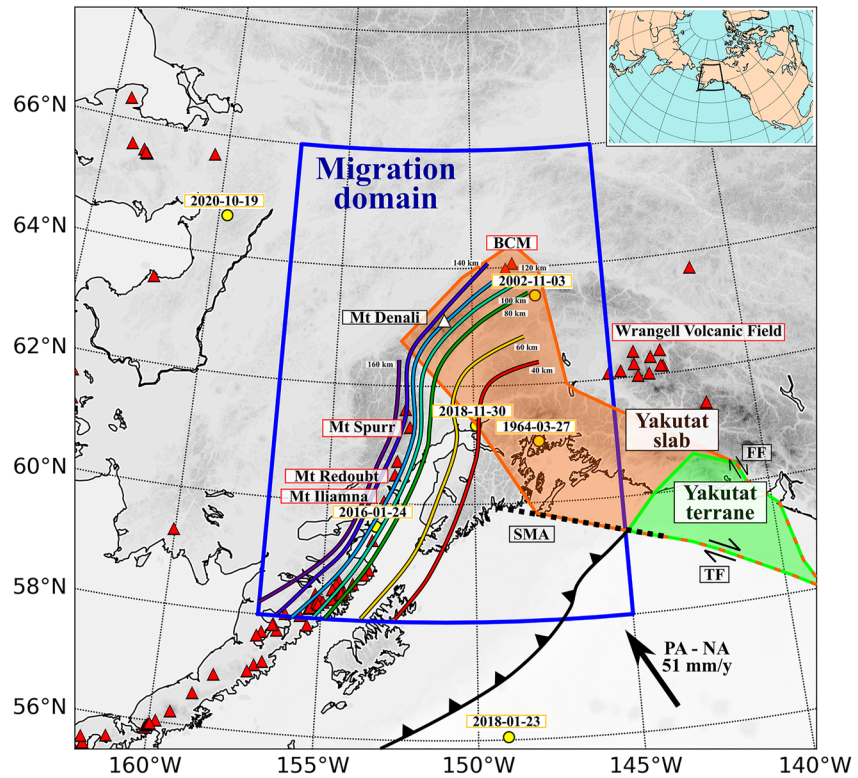 66°N
64°N
62°N
60°N
58°N
56°N
160°W
155°W
150°W
145°W
140°W
Migration
domain
2020-10-19
BCM
140 km
120 km
2002-11-03
100 km
80 km
Mt Denali
60 km
40 km
160 km
Wrangell Volcanic Field
2018-11-30
1964-03-27
Mt Spurr
Yakutat
slab
FF
Mt Redoubt
Mt Iliamna
2016-01-24
Yakutat
terrane
SMA
TF
PA - NA
51 mm/y
2018-01-23